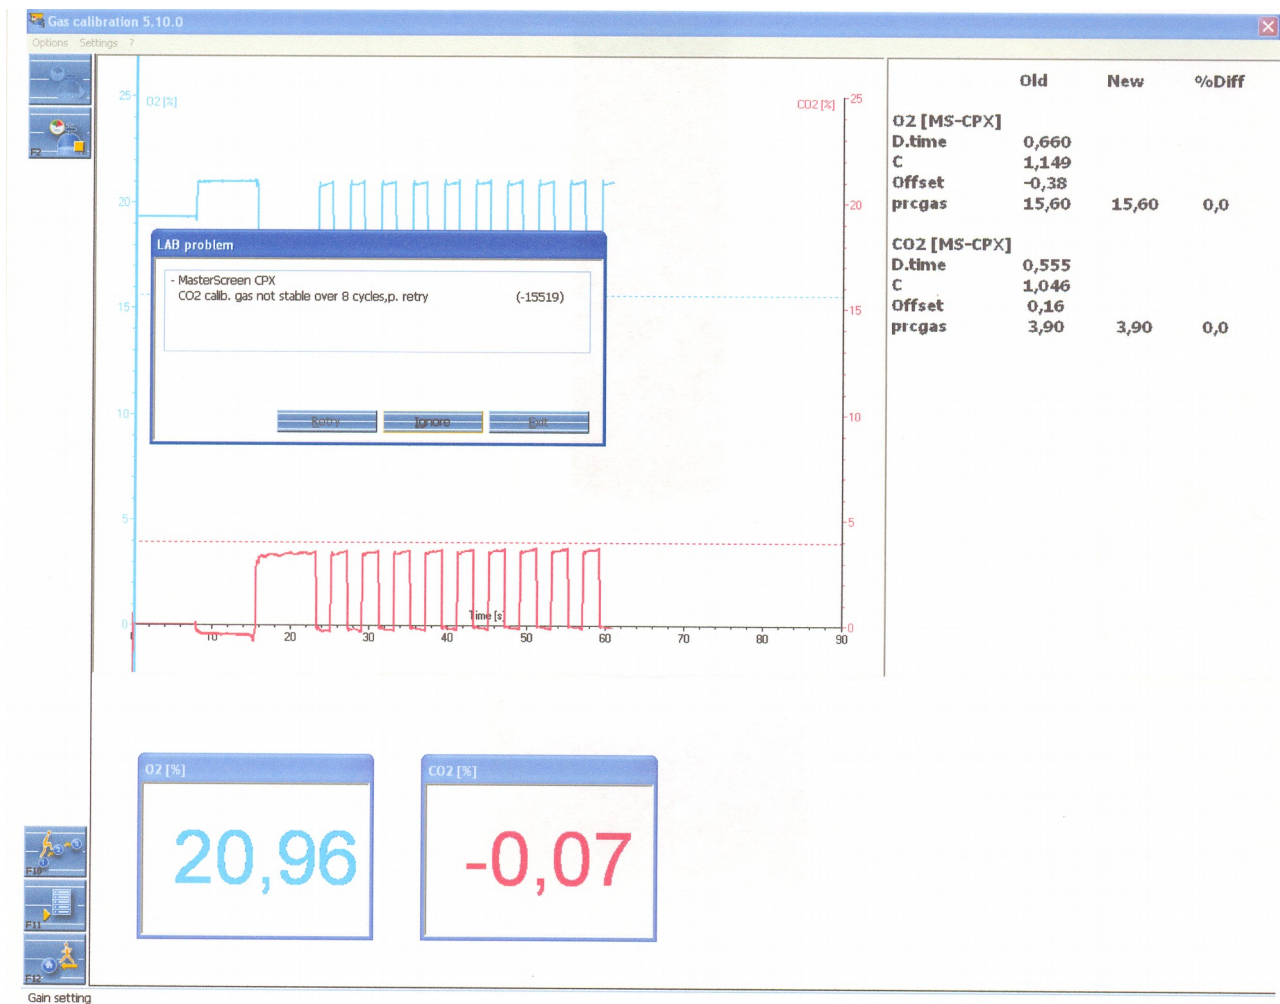 Gas calibration 5.10.0
Options Settings ?
Old New %Diff
O2 [MS-CPX]
D.time 0,660
C 1,149
Offset -0,38
prcgas 15,60 15,60 0,0
CO2 [MS-CPX]
D.time 0,555
C 1,046
Offset 0,16
prcgas 3,90 3,90 0,0
25 O2 [%] CO2 [%] 25
20 20
15 15
10 10
5 5
0 0
LAB problem
- MasterScreen CPX
CO2 calib. gas not stable over 8 cycles,p. retry (-15519)
Retry Ignore Exit
Time [s]
10 20 30 40 50 60 70 80 90
O2 [%]
20,96
CO2 [%]
-0,07
F2
F10
F11
F12
Gain setting